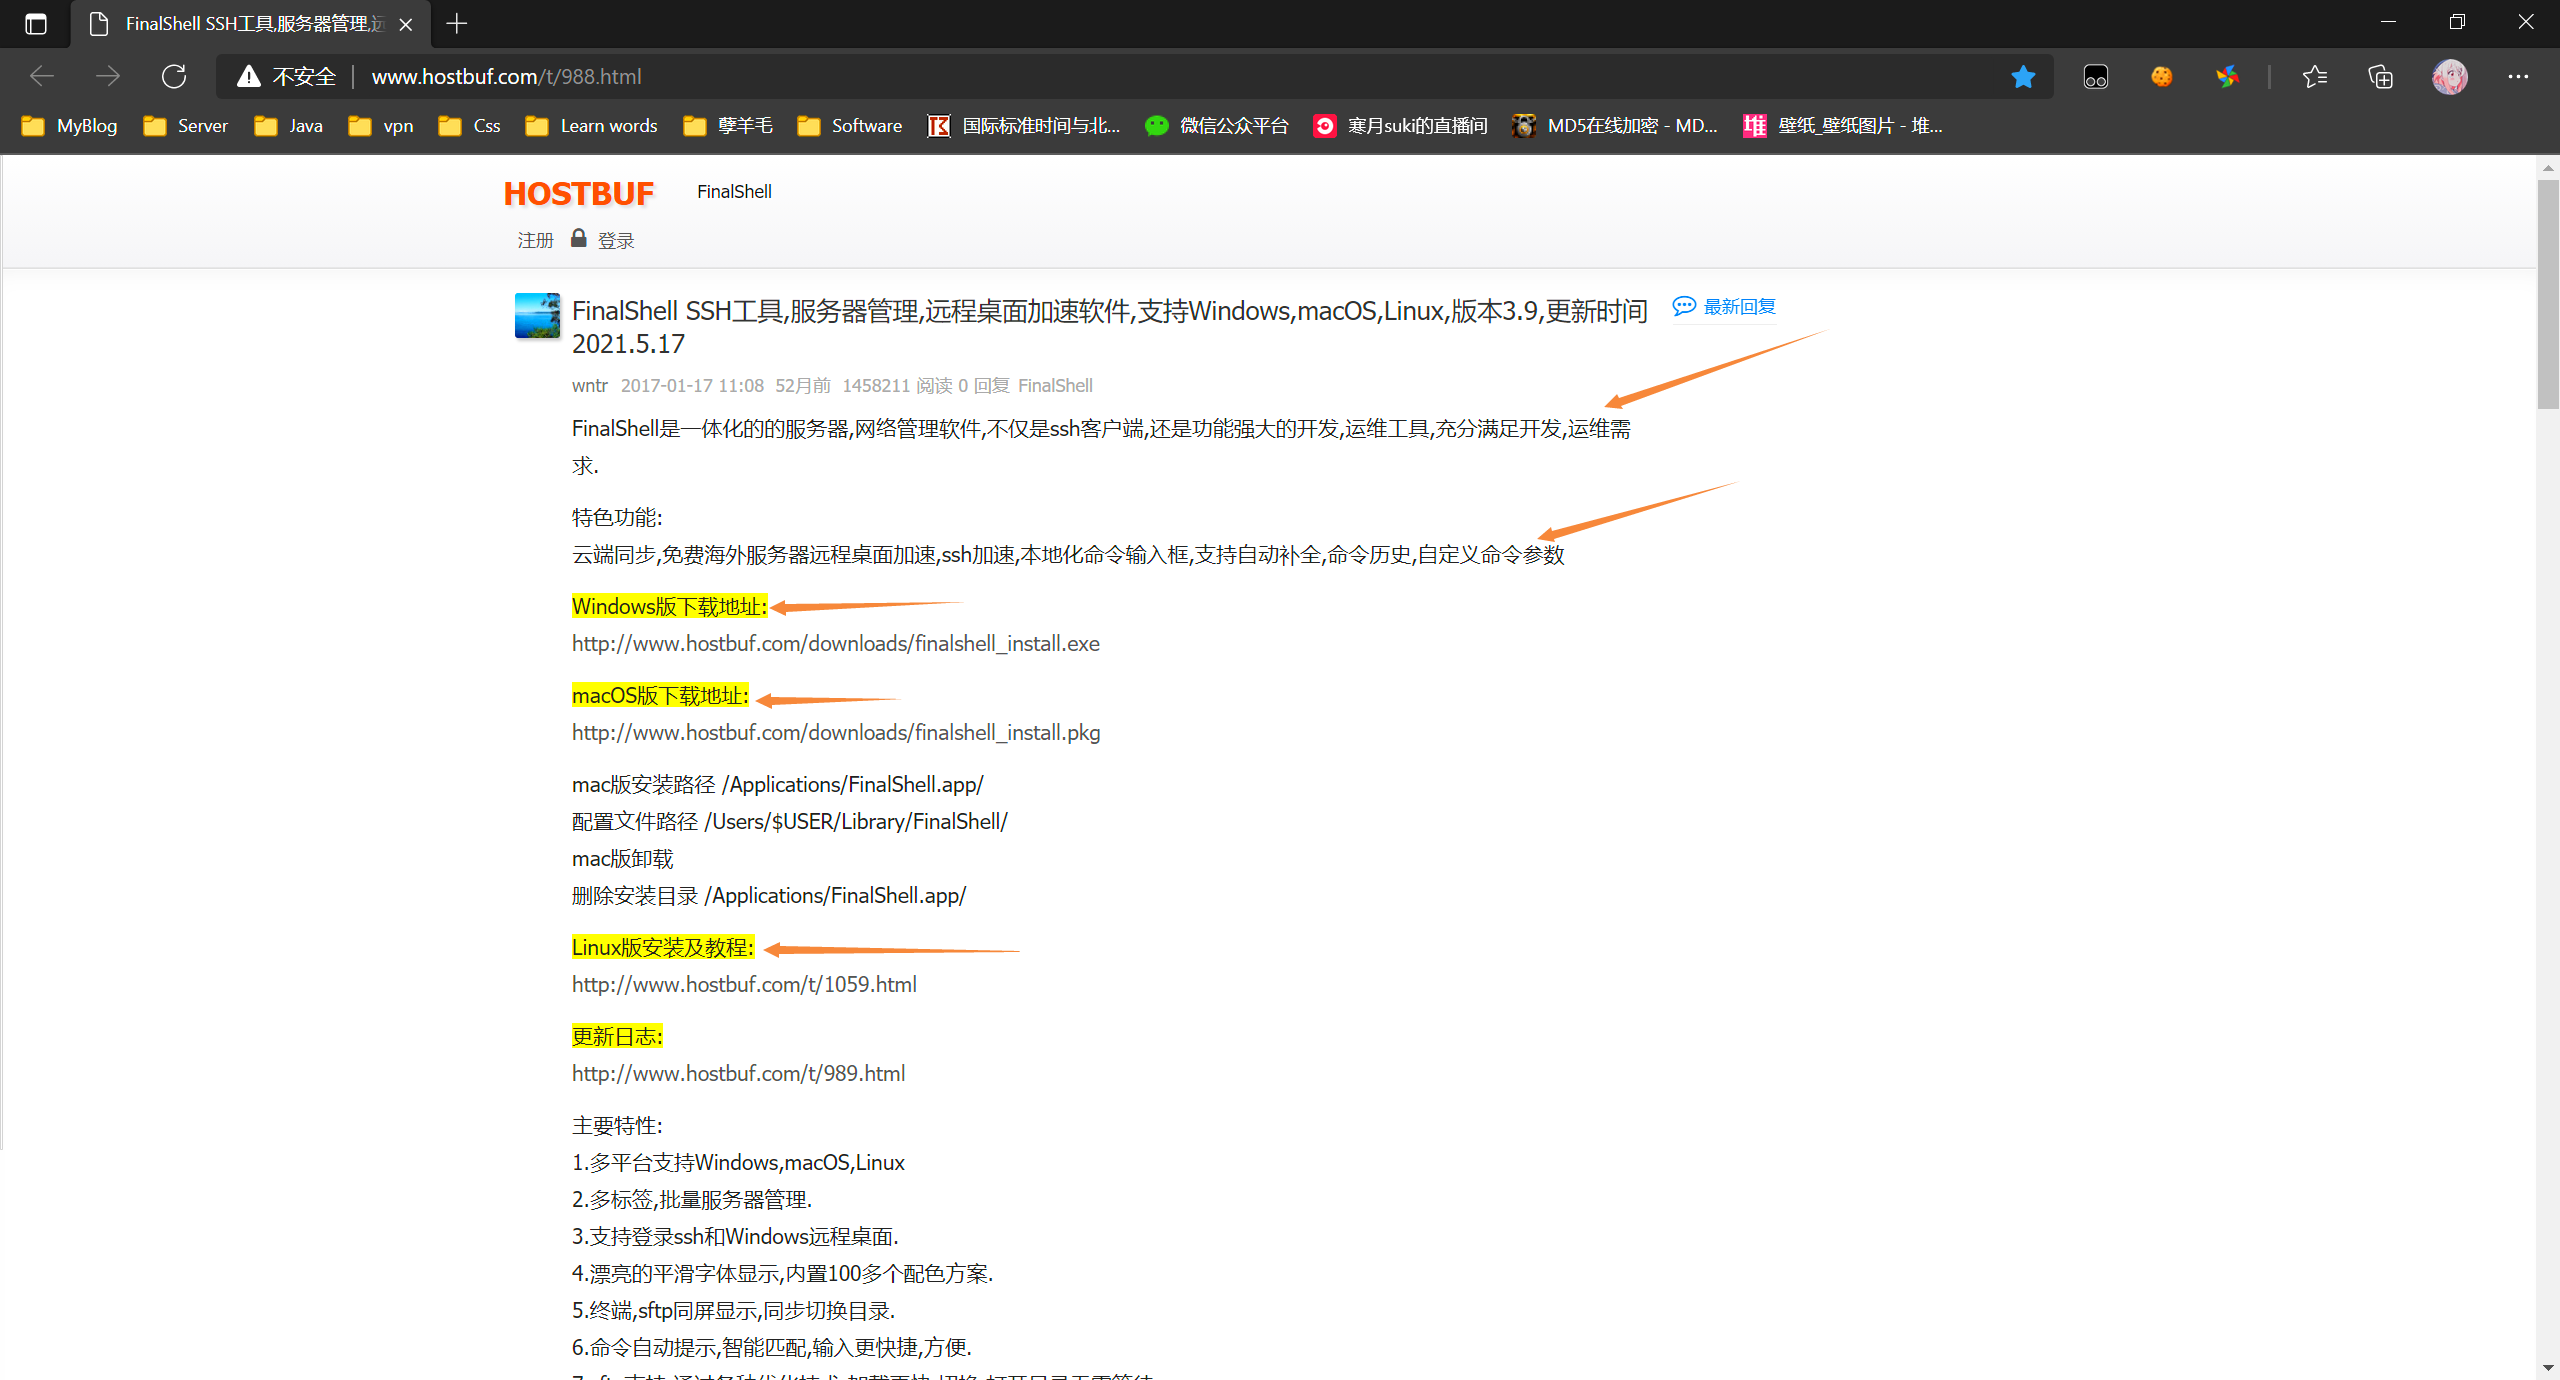 FinalShell SSH工具,服务器管理,远
不安全 www.hostbuf.com/t/988.html
MyBlog Server Java vpn Css Learn words 孽羊毛 Software 国际标准时间与北... 微信公众平台 寒月suki的直播间 MD5在线加密 - MD... 壁纸_壁纸图片 - 堆...
HOSTBUF FinalShell
注册 登录
FinalShell SSH工具,服务器管理,远程桌面加速软件,支持Windows,macOS,Linux,版本3.9,更新时间 最新回复
2021.5.17
wntr 2017-01-17 11:08 52月前 1458211 阅读 0 回复 FinalShell
FinalShell是一体化的的服务器,网络管理软件,不仅是ssh客户端,还是功能强大的开发,运维工具,充分满足开发,运维需
求.
特色功能:
云端同步,免费海外服务器远程桌面加速,ssh加速,本地化命令输入框,支持自动补全,命令历史,自定义命令参数
Windows版下载地址:
http://www.hostbuf.com/downloads/finalshell_install.exe
macOS版下载地址:
http://www.hostbuf.com/downloads/finalshell_install.pkg
mac版安装路径 /Applications/FinalShell.app/
配置文件路径 /Users/$USER/Library/FinalShell/
mac版卸载
删除安装目录 /Applications/FinalShell.app/
Linux版安装及教程:
http://www.hostbuf.com/t/1059.html
更新日志:
http://www.hostbuf.com/t/989.html
主要特性:
1.多平台支持Windows,macOS,Linux
2.多标签,批量服务器管理.
3.支持登录ssh和Windows远程桌面.
4.漂亮的平滑字体显示,内置100多个配色方案.
5.终端,sftp同屏显示,同步切换目录.
6.命令自动提示,智能匹配,输入更快捷,方便.